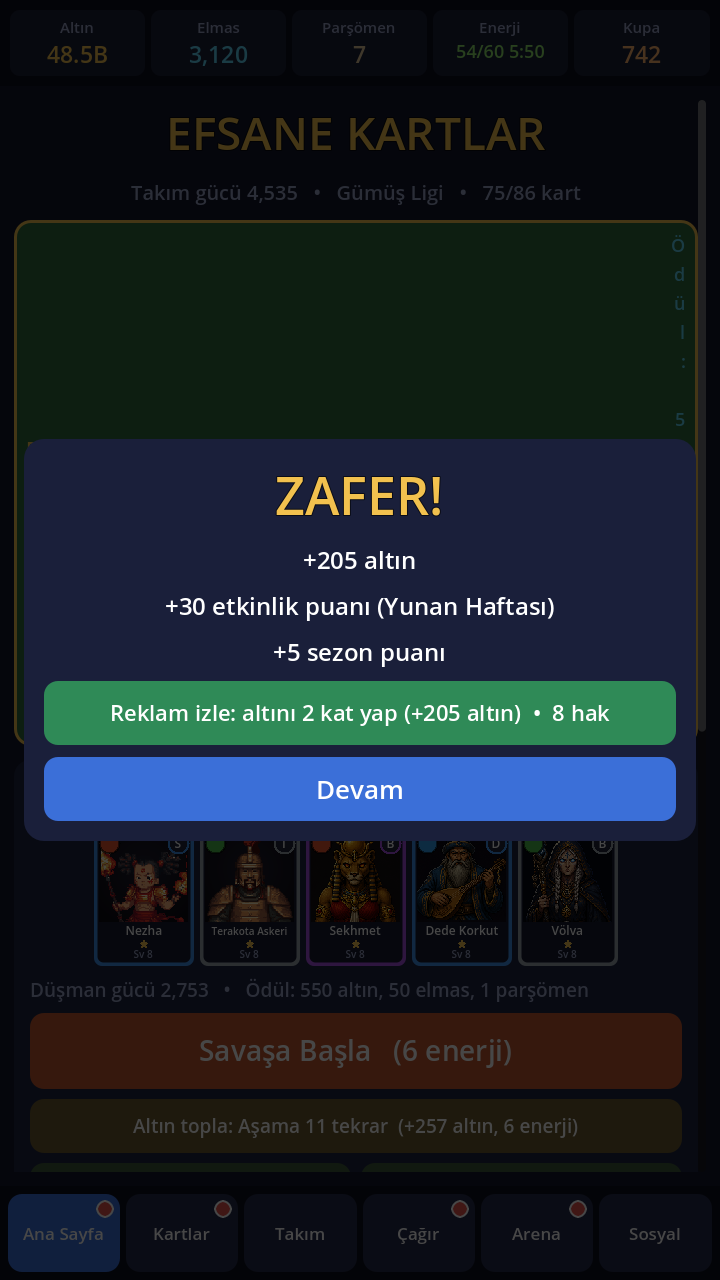 Altın
48.5B
Elmas
3,120
Parşömen
7
Enerji
54/60 5:50
Kupa
742
EFSANE KARTLAR
Takım gücü 4,535 • Gümüş Ligi • 75/86 kart
Ö
d
ü
l
:
5
ZAFER!
+205 altın
+30 etkinlik puanı (Yunan Haftası)
+5 sezon puanı
Reklam izle: altını 2 kat yap (+205 altın) • 8 hak
Devam
S
T
B
D
B
Nezha
Sv 8
Terakota Askeri
Sv 8
Sekhmet
Sv 8
Dede Korkut
Sv 8
Völva
Sv 8
Düşman gücü 2,753 • Ödül: 550 altın, 50 elmas, 1 parşömen
Savaşa Başla (6 enerji)
Altın topla: Aşama 11 tekrar (+257 altın, 6 enerji)
Ana Sayfa
Kartlar
Takım
Çağır
Arena
Sosyal